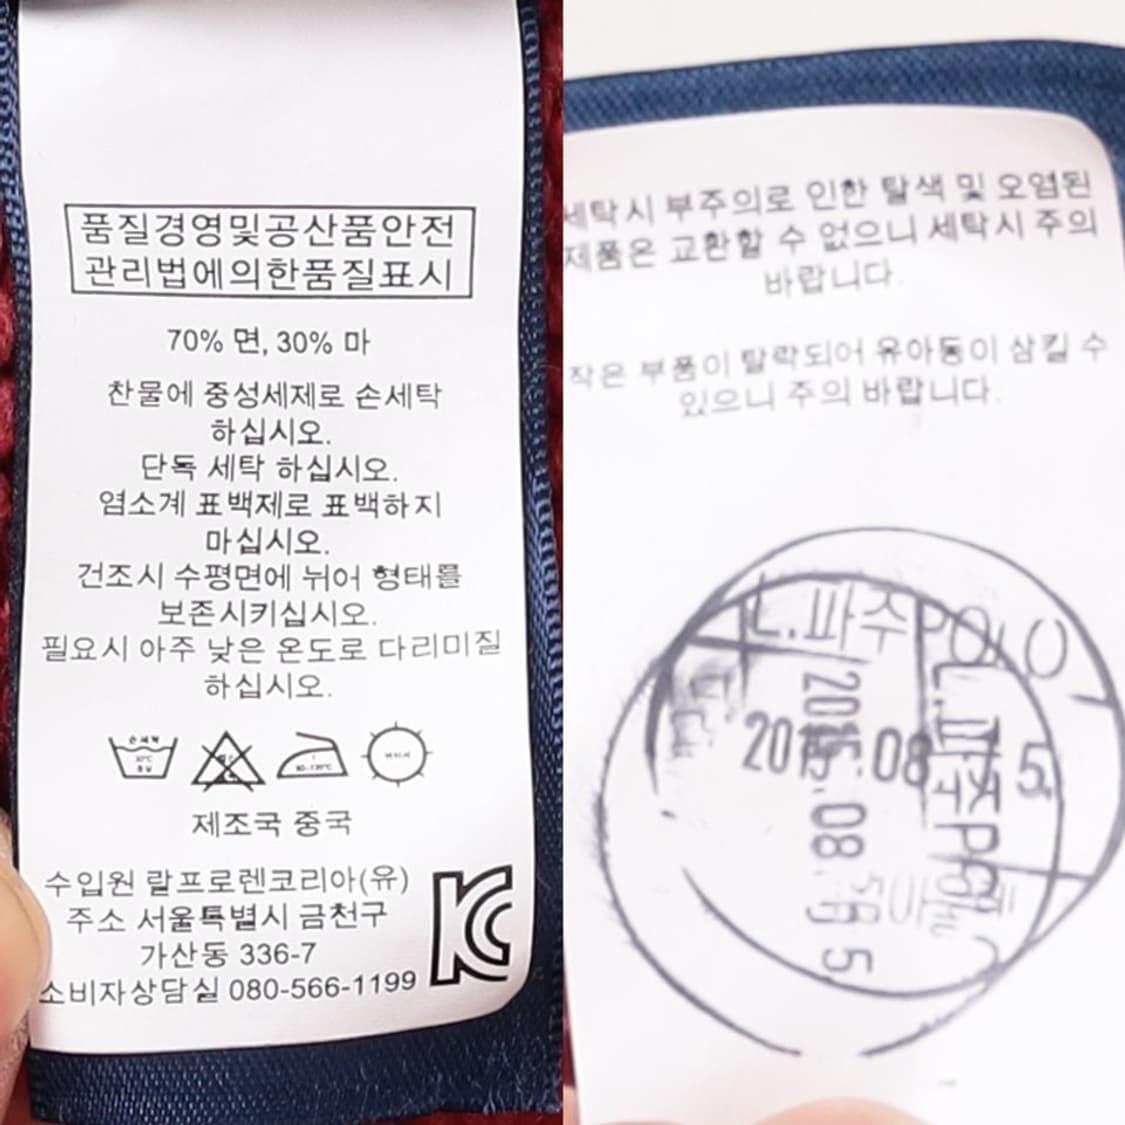 품질경영및공산품안전
관리법에의한품질표시
70% 면, 30% 마
찬물에 중성세제로 손세탁
하십시오.
단독 세탁 하십시오.
염소계 표백제로 표백하지
마십시오.
건조시 수평면에 뉘어 형태를
보존시키십시오.
필요시 아주 낮은 온도로 다리미질
하십시오.
손세탁
30°C
중성
80-120°C
제조국 중국
수입원 랄프로렌코리아(유)
주소 서울특별시 금천구
가산동 336-7
소비자상담실 080-566-1199
세탁시 부주의로 인한 탈색 및 오염된
제품은 교환할 수 없으니 세탁시 주의
바랍니다.
작은 부품이 탈락되어 유아동이 삼킬 수
있으니 주의 바랍니다.